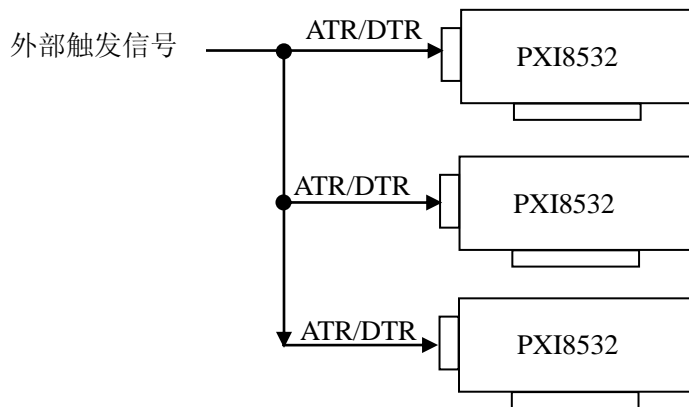 外部触发信号
ATR/DTR
PXI8532
ATR/DTR
PXI8532
ATR/DTR
PXI8532